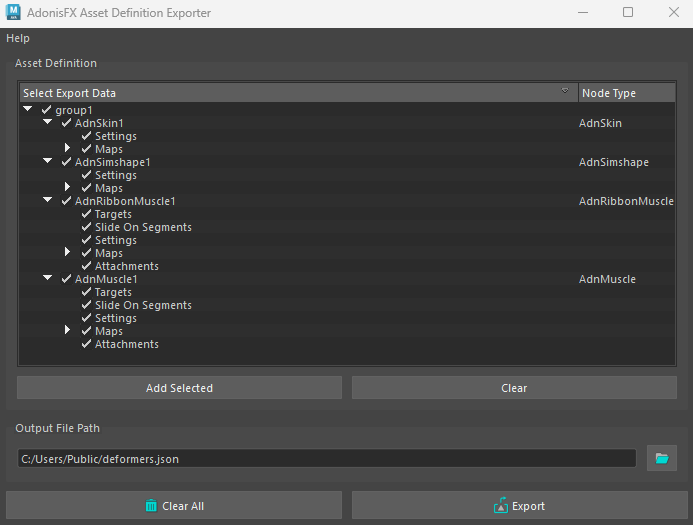 AdonisFX Asset Definition Exporter
Help
Asset Definition
Select Export Data Node Type
group1
AdnSkin1 AdnSkin
Settings
Maps
AdnSimshape1 AdnSimshape
Settings
Maps
AdnRibbonMuscle1 AdnRibbonMuscle
Targets
Slide On Segments
Settings
Maps
Attachments
AdnMuscle1 AdnMuscle
Targets
Slide On Segments
Settings
Maps
Attachments
Add Selected Clear
Output File Path
C:/Users/Public/deformers.json
Clear All Export